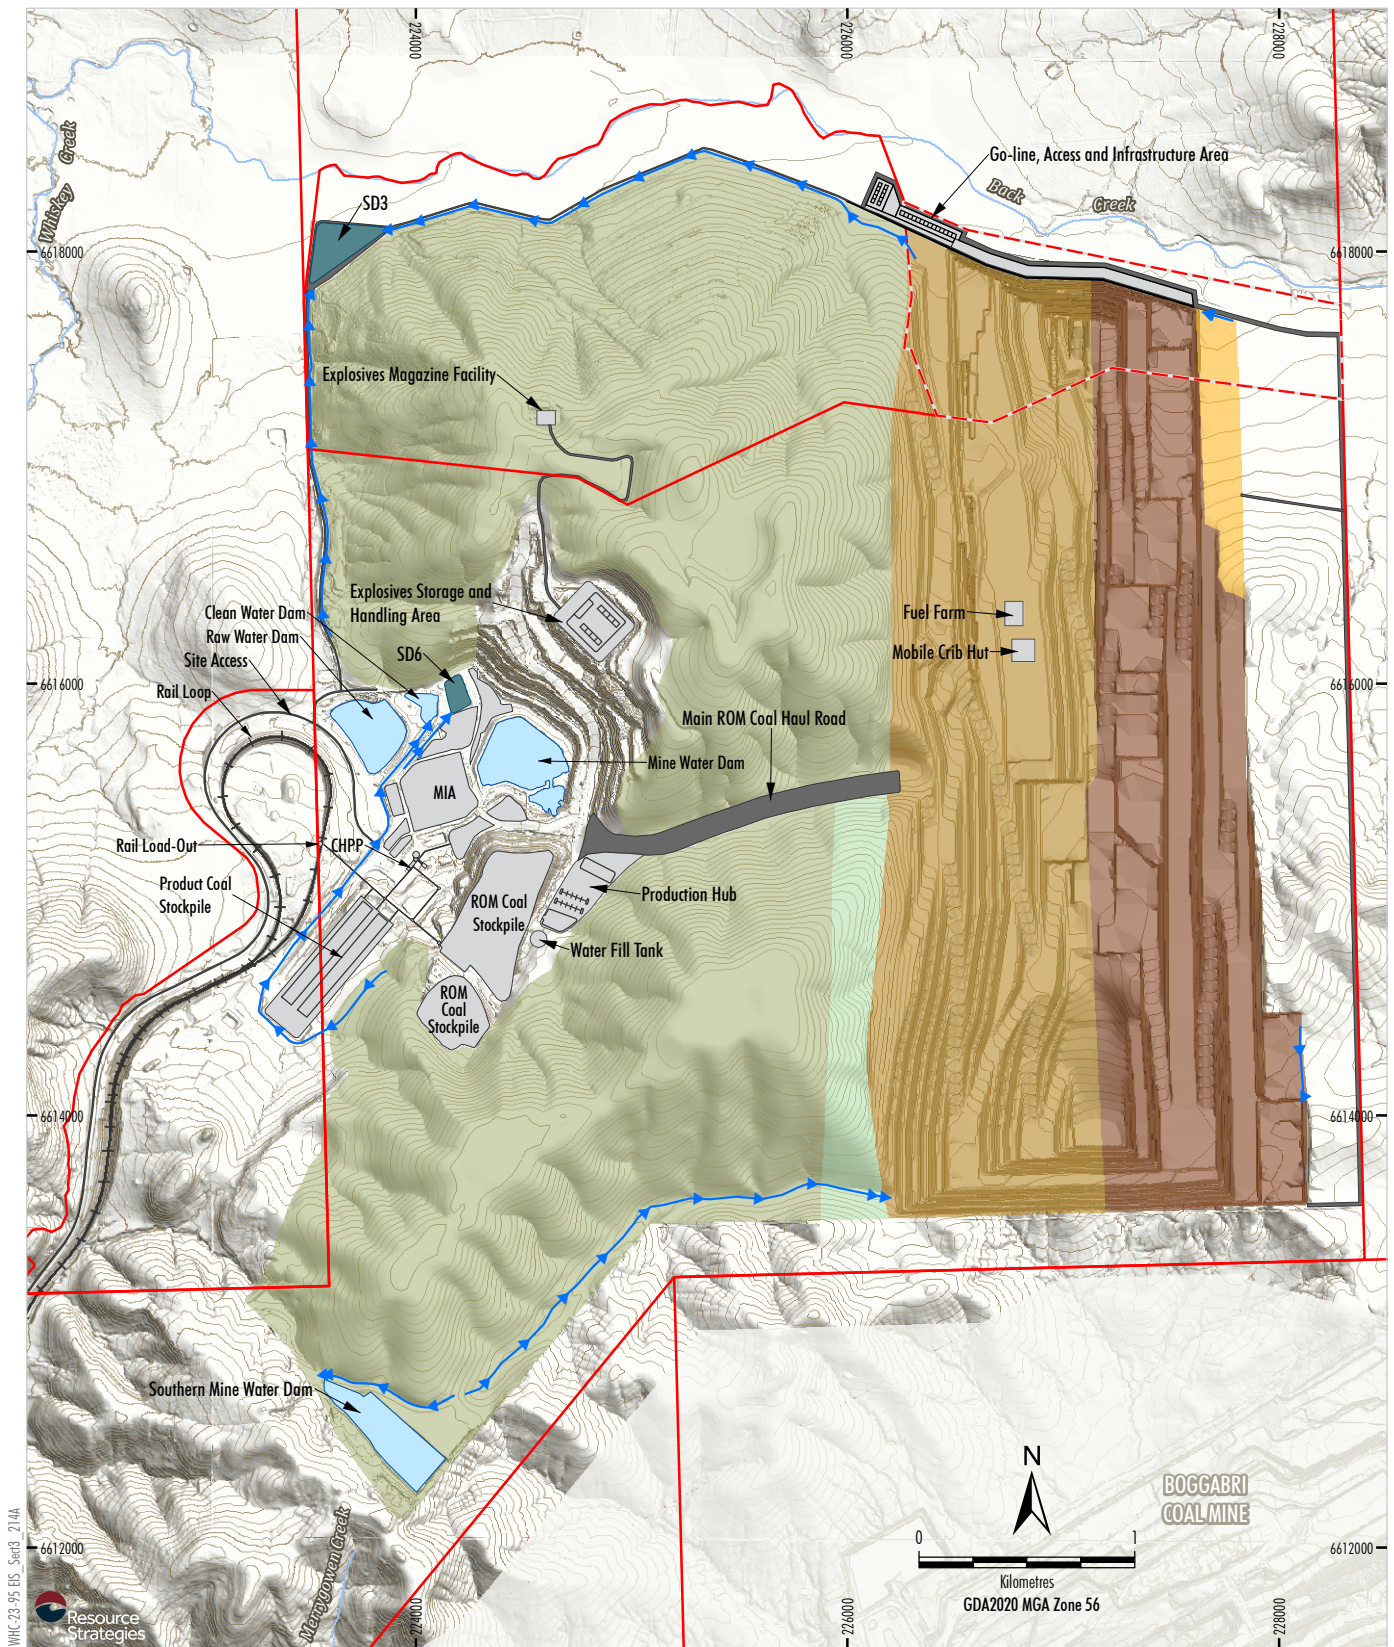 224000
226000
228000
Whiskey
Creek
Go-line, Access and Infrastructure Area
Back
Creek
SD3
6618000
6618000
Explosives Magazine Facility
Explosives Storage and
Handling Area
Clean Water Dam
Raw Water Dam
Site Access
Rail Loop
SD6
Fuel Farm
Mobile Crib Hut
6616000
6616000
Main ROM Coal Haul Road
Mine Water Dam
MIA
Rail Load-Out
CHPP
Product Coal
Stockpile
ROM Coal
Stockpile
Production Hub
Water Fill Tank
ROM
Coal
Stockpile
6614000
6614000
Southern Mine Water Dam
N
BOGGABRI
COAL MINE
Merrygowen Creek
0
1
Kilometres
GDA2020 MGA Zone 56
6612000
6612000
WHC-23-95 EIS_Sect3_214A
Resource
Strategies
224000
226000
228000